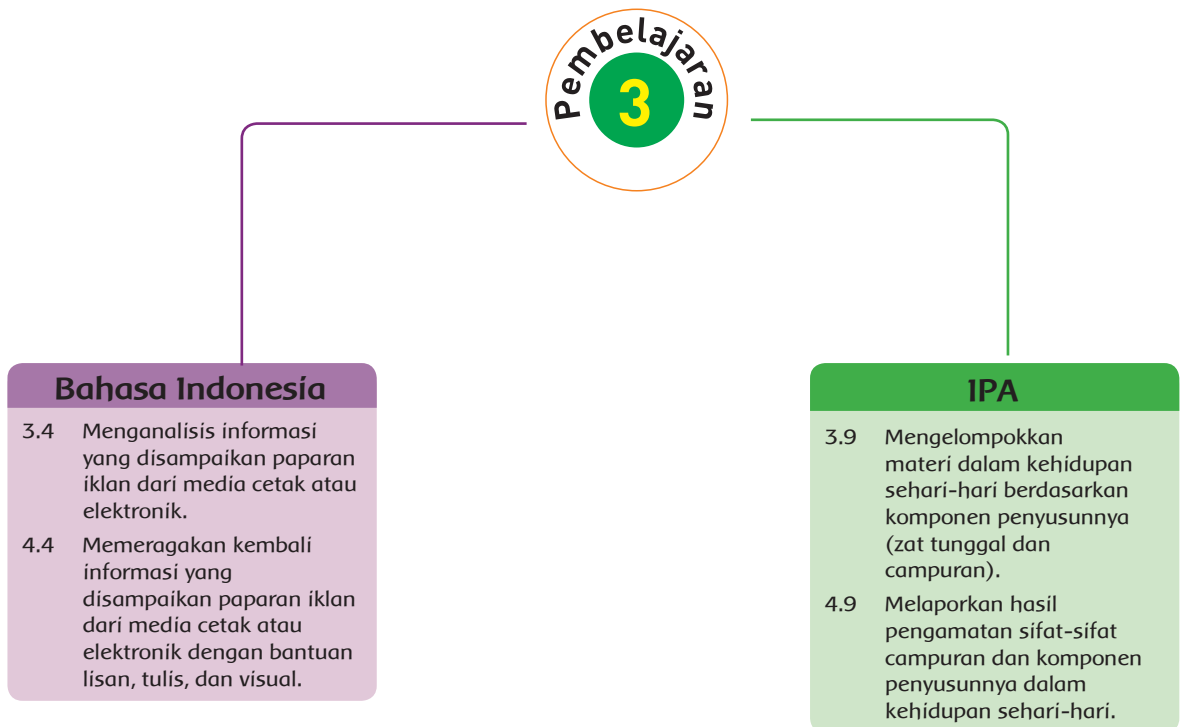 Pembelajaran
3
Bahasa Indonesia
3.4 Menganalisis informasi
yang disampaikan paparan
iklan dari media cetak atau
elektronik.
4.4 Memeragakan kembali
informasi yang
disampaikan paparan iklan
dari media cetak atau
elektronik dengan bantuan
lisan, tulis, dan visual.
IPA
3.9 Mengelompokkan
materi dalam kehidupan
sehari-hari berdasarkan
komponen penyusunnya
(zat tunggal dan
campuran).
4.9 Melaporkan hasil
pengamatan sifat-sifat
campuran dan komponen
penyusunnya dalam
kehidupan sehari-hari.